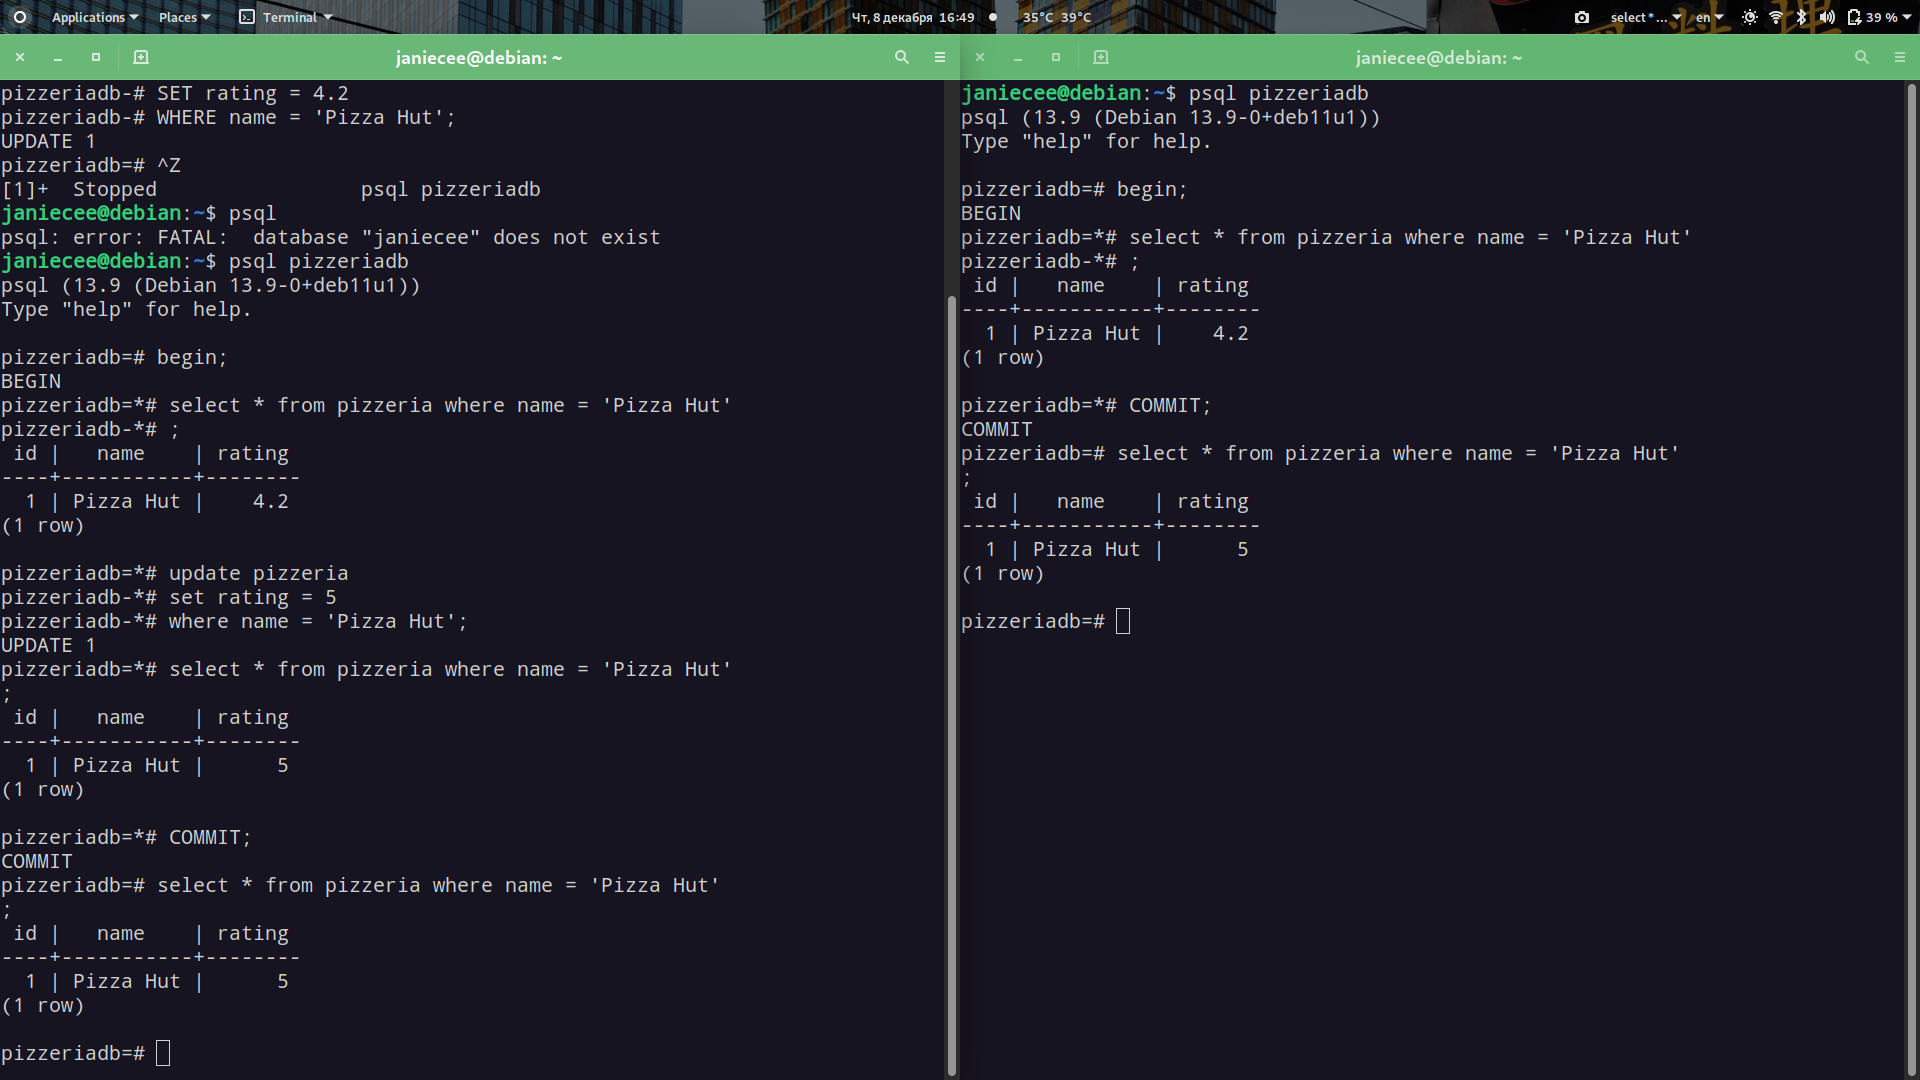 Applications Places Terminal Чт, 8 декабря 16:49 35°C 39°C select*... en 39 %
janiecee@debian: ~
pizzeriadb-# SET rating = 4.2
pizzeriadb-# WHERE name = 'Pizza Hut';
UPDATE 1
pizzeriadb=# ^Z
[1]+  Stopped                 psql pizzeriadb
janiecee@debian:~$ psql
psql: error: FATAL:  database "janiecee" does not exist
janiecee@debian:~$ psql pizzeriadb
psql (13.9 (Debian 13.9-0+deb11u1))
Type "help" for help.
pizzeriadb=# begin;
BEGIN
pizzeriadb=*# select * from pizzeria where name = 'Pizza Hut'
pizzeriadb-*# ;
 id |   name    | rating
----+-----------+--------
  1 | Pizza Hut |    4.2
(1 row)
pizzeriadb=*# update pizzeria
pizzeriadb-*# set rating = 5
pizzeriadb-*# where name = 'Pizza Hut';
UPDATE 1
pizzeriadb=*# select * from pizzeria where name = 'Pizza Hut'
;
 id |   name    | rating
----+-----------+--------
  1 | Pizza Hut |      5
(1 row)
pizzeriadb=*# COMMIT;
COMMIT
pizzeriadb=# select * from pizzeria where name = 'Pizza Hut'
;
 id |   name    | rating
----+-----------+--------
  1 | Pizza Hut |      5
(1 row)
pizzeriadb=#
janiecee@debian: ~
janiecee@debian:~$ psql pizzeriadb
psql (13.9 (Debian 13.9-0+deb11u1))
Type "help" for help.
pizzeriadb=# begin;
BEGIN
pizzeriadb=*# select * from pizzeria where name = 'Pizza Hut'
pizzeriadb-*# ;
 id |   name    | rating
----+-----------+--------
  1 | Pizza Hut |    4.2
(1 row)
pizzeriadb=*# COMMIT;
COMMIT
pizzeriadb=# select * from pizzeria where name = 'Pizza Hut'
;
 id |   name    | rating
----+-----------+--------
  1 | Pizza Hut |      5
(1 row)
pizzeriadb=#